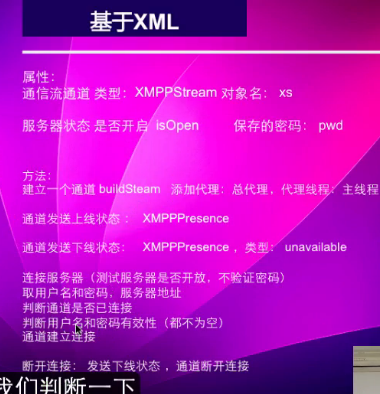 基于XML
属性：
通信流通道 类型：XMPPStream 对象名： xs
服务器状态 是否开启 isOpen 保存的密码： pwd
方法：
建立一个通道 buildSteam 添加代理：总代理，代理线程：主线程
通道发送上线状态： XMPPPresence
通道发送下线状态： XMPPPresence ，类型： unavailable
连接服务器（测试服务器是否开放，不验证密码）
取用户名和密码，服务器地址
判断通道是否已连接
判断用户名和密码有效性（都不为空）
通道建立连接
断开连接： 发送下线状态 ，通道断开连接
我们判断一下